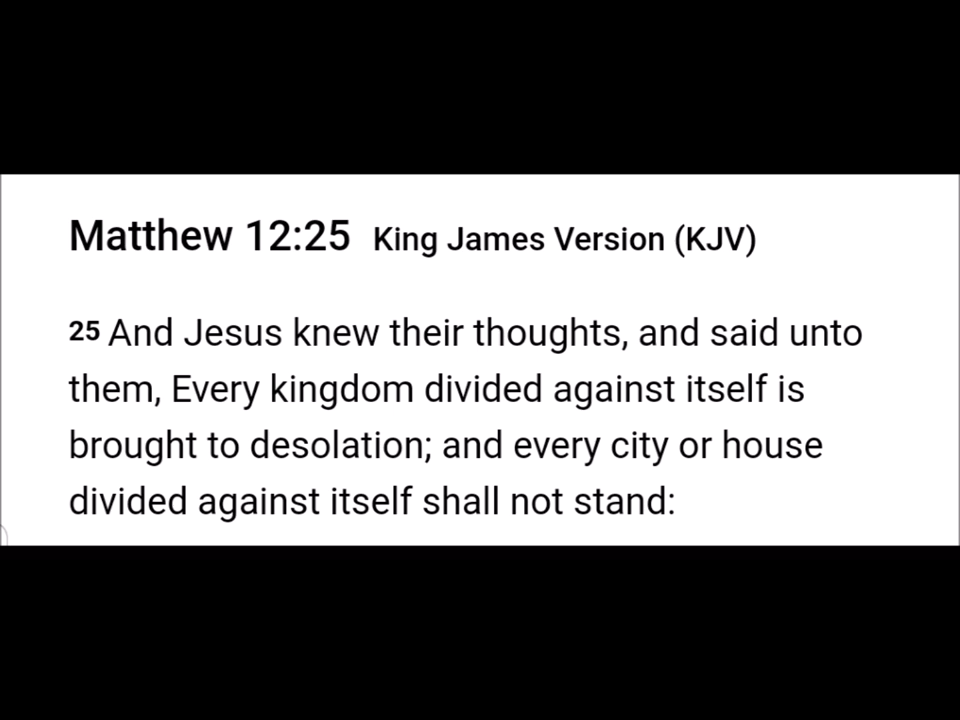 Matthew 12:25 King James Version (KJV)
25 And Jesus knew their thoughts, and said unto
them, Every kingdom divided against itself is
brought to desolation; and every city or house
divided against itself shall not stand: